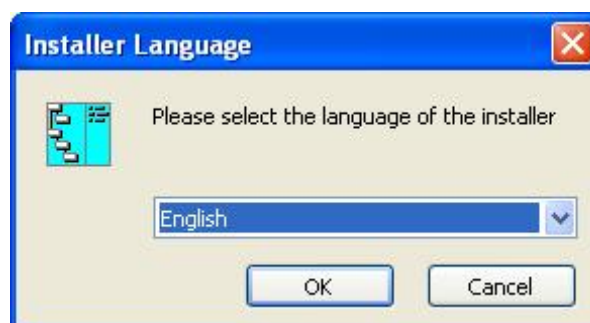 Installer Language
Please select the language of the installer
English
OK
Cancel